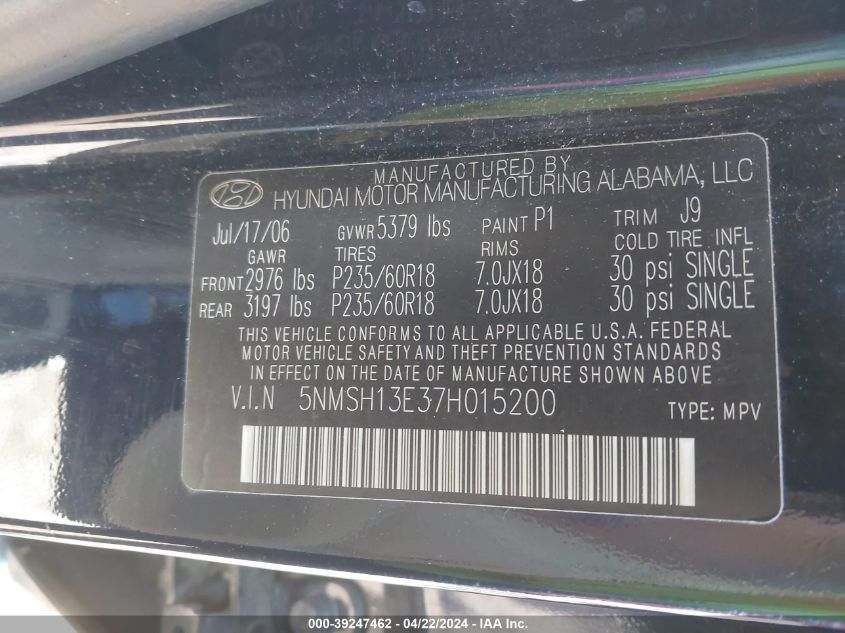 MANUFACTURED BY
HYUNDAI MOTOR MANUFACTURING ALABAMA, LLC
Jul/17/06 GVWR 5379 lbs PAINT P1 TRIM J9
GAWR TIRES RIMS COLD TIRE INFL
FRONT 2976 lbs P235/60R18 7.0JX18 30 psi SINGLE
REAR 3197 lbs P235/60R18 7.0JX18 30 psi SINGLE
THIS VEHICLE CONFORMS TO ALL APPLICABLE U.S.A. FEDERAL
MOTOR VEHICLE SAFETY AND THEFT PREVENTION STANDARDS
IN EFFECT ON THE DATE OF MANUFACTURE SHOWN ABOVE
V.I.N 5NMSH13E37H015200 TYPE: MPV
000-39247462 - 04/22/2024 - IMPACT AUCTIONS, INC.